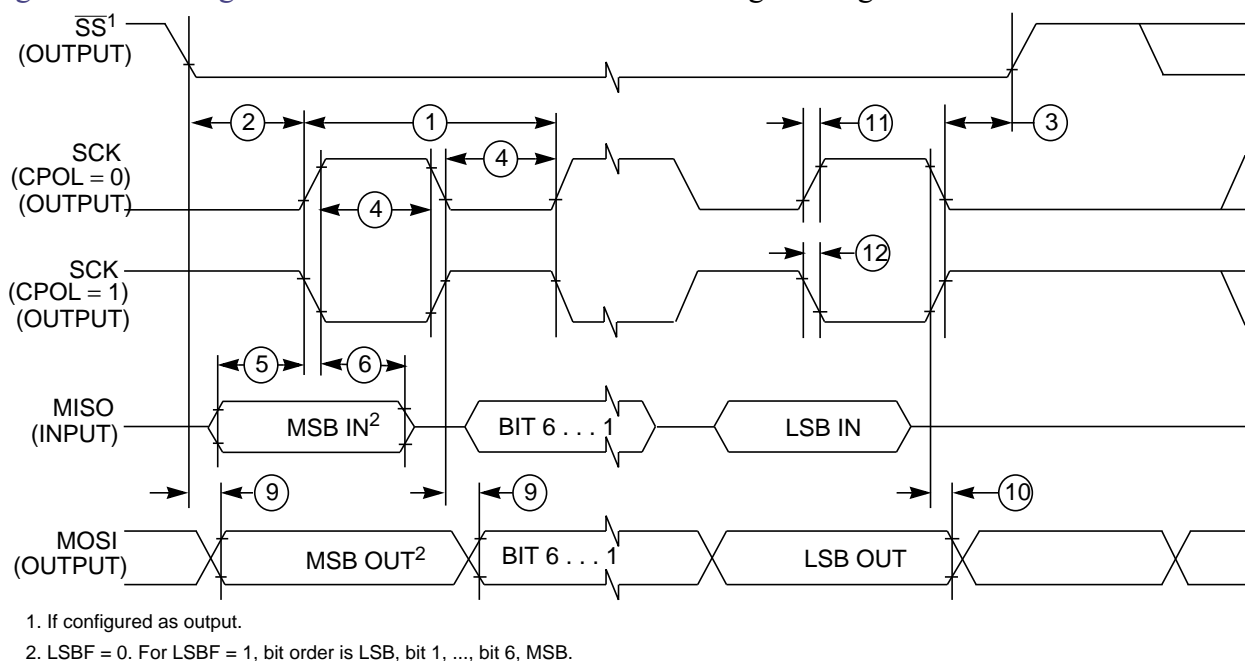 SS1
(OUTPUT)
2
1
11
3
SCK
(CPOL = 0)
(OUTPUT)
4
4
12
SCK
(CPOL = 1)
(OUTPUT)
5
6
MISO
(INPUT)
MSB IN2
BIT 6 . . . 1
LSB IN
9
9
10
MOSI
(OUTPUT)
MSB OUT2
BIT 6 . . . 1
LSB OUT
1. If configured as output.
2. LSBF = 0. For LSBF = 1, bit order is LSB, bit 1, ..., bit 6, MSB.